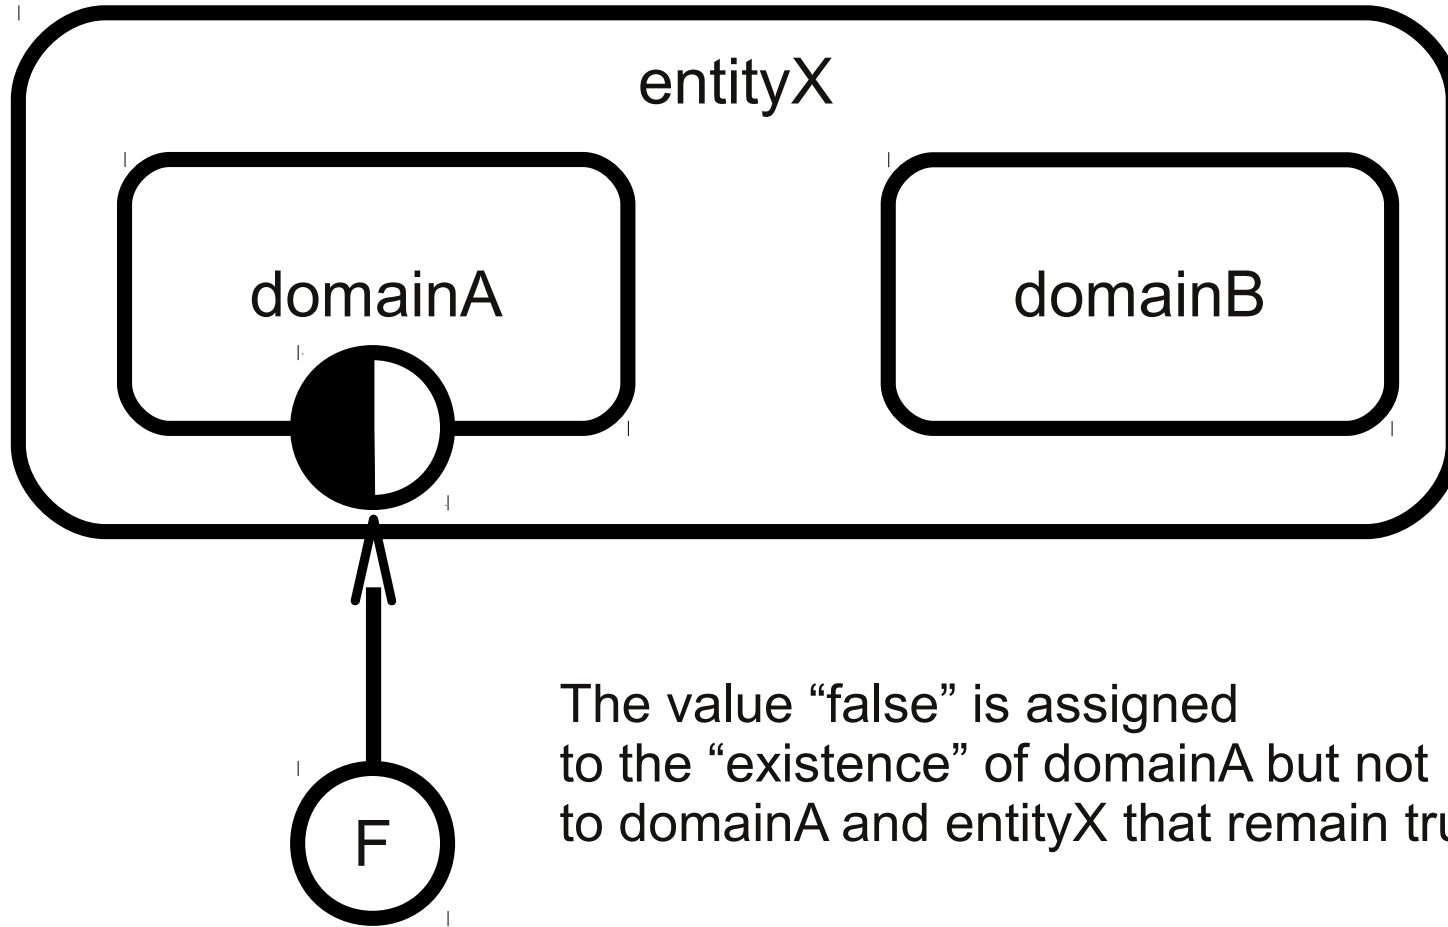 entityX
domainA
domainB
The value “false” is assigned
to the “existence” of domainA but not
to domainA and entityX that remain
F